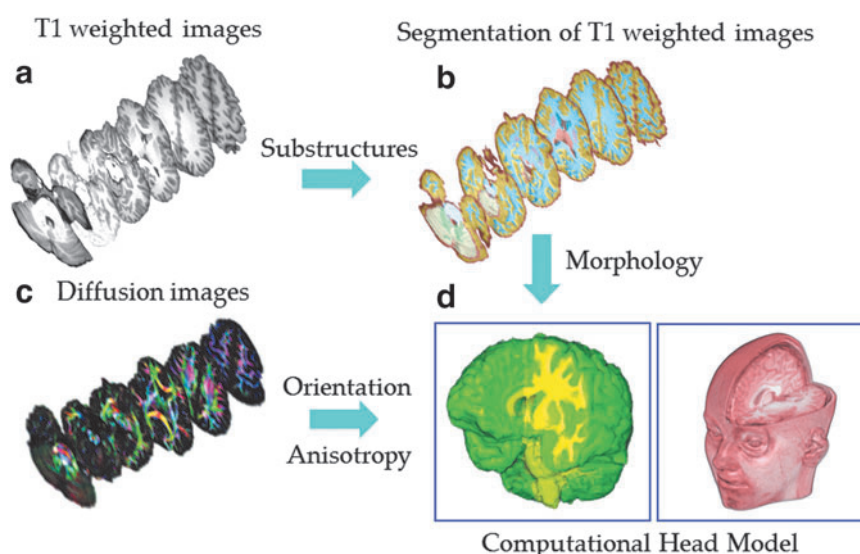 T1 weighted images
Segmentation of T1 weighted images
a
b
Substructures
Morphology
c
Diffusion images
d
Orientation
Anisotropy
Computational Head Model